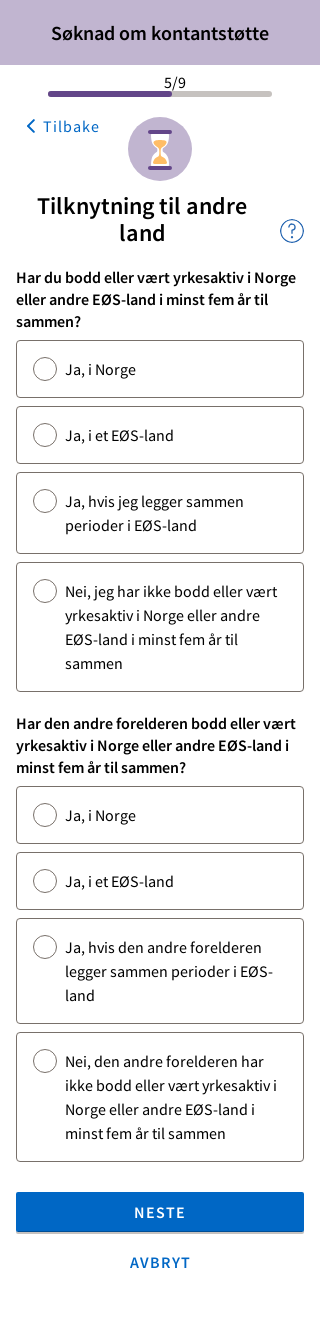 Søknad om kontantstøtte
5/9
Tilbake
Tilknytning til andre
land
Har du bodd eller vært yrkesaktiv i Norge
eller andre EØS-land i minst fem år til
sammen?
Ja, i Norge
Ja, i et EØS-land
Ja, hvis jeg legger sammen
perioder i EØS-land
Nei, jeg har ikke bodd eller vært
yrkesaktiv i Norge eller andre
EØS-land i minst fem år til
sammen
Har den andre forelderen bodd eller vært
yrkesaktiv i Norge eller andre EØS-land i
minst fem år til sammen?
Ja, i Norge
Ja, i et EØS-land
Ja, hvis den andre forelderen
legger sammen perioder i EØS-
land
Nei, den andre forelderen har
ikke bodd eller vært yrkesaktiv i
Norge eller andre EØS-land i
minst fem år til sammen
NESTE
AVBRYT